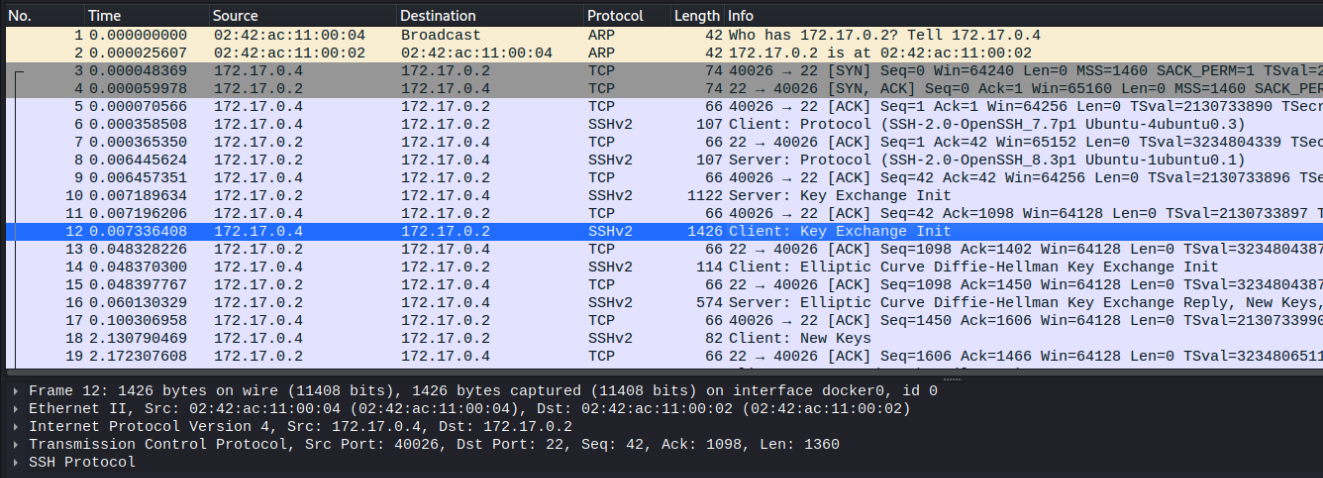 No. Time Source Destination Protocol Length Info
1 0.000000000 02:42:ac:11:00:04 Broadcast ARP 42 Who has 172.17.0.2? Tell 172.17.0.4
2 0.000025607 02:42:ac:11:00:02 02:42:ac:11:00:04 ARP 42 172.17.0.2 is at 02:42:ac:11:00:02
3 0.000048369 172.17.0.4 172.17.0.2 TCP 74 40026 → 22 [SYN] Seq=0 Win=64240 Len=0 MSS=1460 SACK_PERM=1 TSval=2
4 0.000059978 172.17.0.2 172.17.0.4 TCP 74 22 → 40026 [SYN, ACK] Seq=0 Ack=1 Win=65160 Len=0 MSS=1460 SACK_PER
5 0.000070566 172.17.0.4 172.17.0.2 TCP 66 40026 → 22 [ACK] Seq=1 Ack=1 Win=64256 Len=0 TSval=2130733890 TSecr
6 0.000358508 172.17.0.4 172.17.0.2 SSHv2 107 Client: Protocol (SSH-2.0-OpenSSH_7.7p1 Ubuntu-4ubuntu0.3)
7 0.000365350 172.17.0.2 172.17.0.4 TCP 66 22 → 40026 [ACK] Seq=1 Ack=42 Win=65152 Len=0 TSval=3234804339 TSec
8 0.006445624 172.17.0.2 172.17.0.4 SSHv2 107 Server: Protocol (SSH-2.0-OpenSSH_8.3p1 Ubuntu-1ubuntu0.1)
9 0.006457351 172.17.0.4 172.17.0.2 TCP 66 40026 → 22 [ACK] Seq=42 Ack=42 Win=64256 Len=0 TSval=2130733896 TSe
10 0.007189634 172.17.0.2 172.17.0.4 SSHv2 1122 Server: Key Exchange Init
11 0.007196206 172.17.0.4 172.17.0.2 TCP 66 40026 → 22 [ACK] Seq=42 Ack=1098 Win=64128 Len=0 TSval=2130733897 T
12 0.007336408 172.17.0.4 172.17.0.2 SSHv2 1426 Client: Key Exchange Init
13 0.048328226 172.17.0.2 172.17.0.4 TCP 66 22 → 40026 [ACK] Seq=1098 Ack=1402 Win=64128 Len=0 TSval=3234804387
14 0.048370300 172.17.0.4 172.17.0.2 SSHv2 114 Client: Elliptic Curve Diffie-Hellman Key Exchange Init
15 0.048397767 172.17.0.2 172.17.0.4 TCP 66 22 → 40026 [ACK] Seq=1098 Ack=1450 Win=64128 Len=0 TSval=3234804387
16 0.060130329 172.17.0.2 172.17.0.4 SSHv2 574 Server: Elliptic Curve Diffie-Hellman Key Exchange Reply, New Keys,
17 0.100306958 172.17.0.4 172.17.0.2 TCP 66 40026 → 22 [ACK] Seq=1450 Ack=1606 Win=64128 Len=0 TSval=2130733990
18 2.130790469 172.17.0.4 172.17.0.2 SSHv2 82 Client: New Keys
19 2.172307608 172.17.0.2 172.17.0.4 TCP 66 22 → 40026 [ACK] Seq=1606 Ack=1466 Win=64128 Len=0 TSval=3234806511
Frame 12: 1426 bytes on wire (11408 bits), 1426 bytes captured (11408 bits) on interface docker0, id 0
Ethernet II, Src: 02:42:ac:11:00:04 (02:42:ac:11:00:04), Dst: 02:42:ac:11:00:02 (02:42:ac:11:00:02)
Internet Protocol Version 4, Src: 172.17.0.4, Dst: 172.17.0.2
Transmission Control Protocol, Src Port: 40026, Dst Port: 22, Seq: 42, Ack: 1098, Len: 1360
SSH Protocol